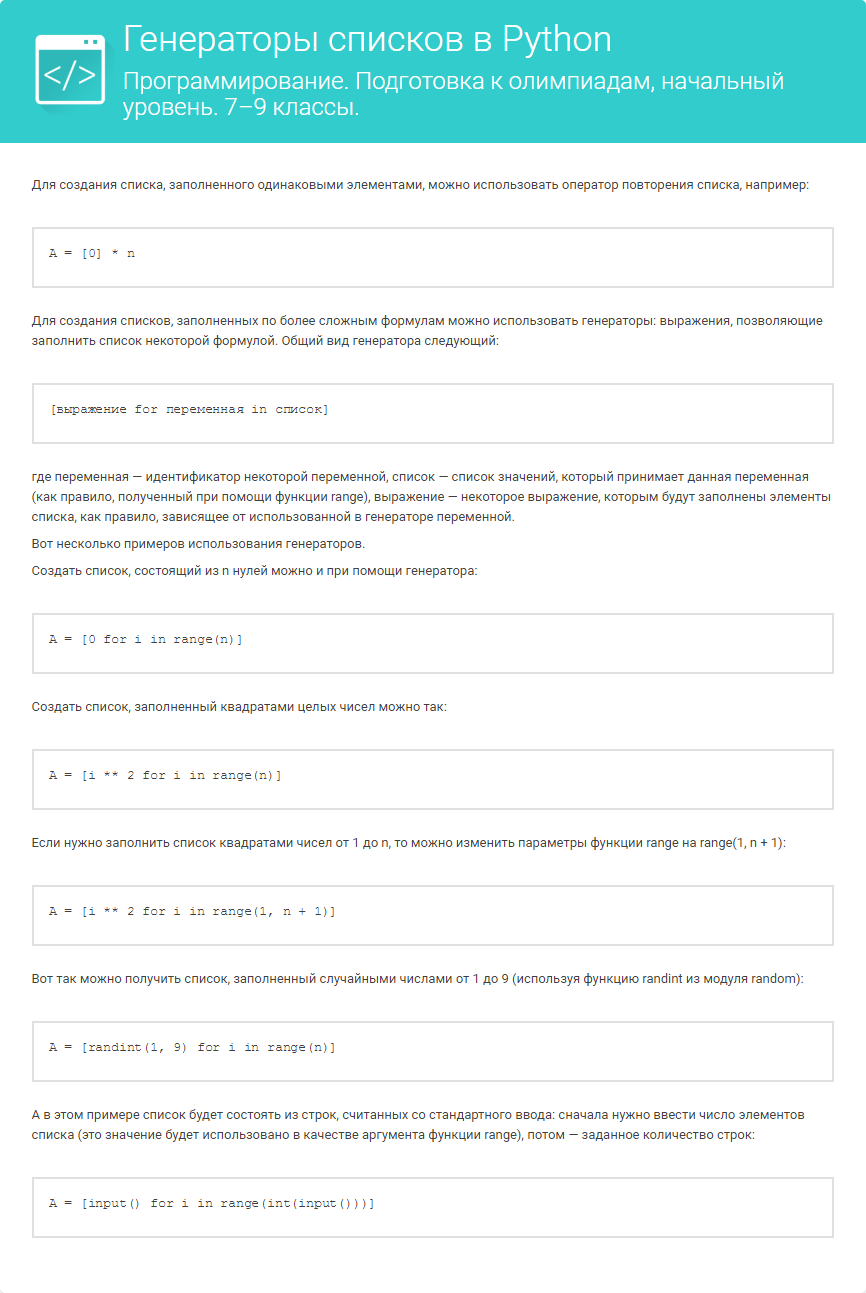 </>
Генераторы списков в Python
Программирование. Подготовка к олимпиадам, начальный
уровень. 7–9 классы.
Для создания списка, заполненного одинаковыми элементами, можно использовать оператор повторения списка, например:
A = [0] * n
Для создания списков, заполненных по более сложным формулам можно использовать генераторы: выражения, позволяющие
заполнить список некоторой формулой. Общий вид генератора следующий:
[выражение for переменная in список]
где переменная — идентификатор некоторой переменной, список — список значений, который принимает данная переменная
(как правило, полученный при помощи функции range), выражение — некоторое выражение, которым будут заполнены элементы
списка, как правило, зависящее от использованной в генераторе переменной.
Вот несколько примеров использования генераторов.
Создать список, состоящий из n нулей можно и при помощи генератора:
A = [0 for i in range(n)]
Создать список, заполненный квадратами целых чисел можно так:
A = [i ** 2 for i in range(n)]
Если нужно заполнить список квадратами чисел от 1 до n, то можно изменить параметры функции range на range(1, n + 1):
A = [i ** 2 for i in range(1, n + 1)]
Вот так можно получить список, заполненный случайными числами от 1 до 9 (используя функцию randint из модуля random):
A = [randint(1, 9) for i in range(n)]
А в этом примере список будет состоять из строк, считанных со стандартного ввода: сначала нужно ввести число элементов
списка (это значение будет использовано в качестве аргумента функции range), потом — заданное количество строк:
A = [input() for i in range(int(input()))]